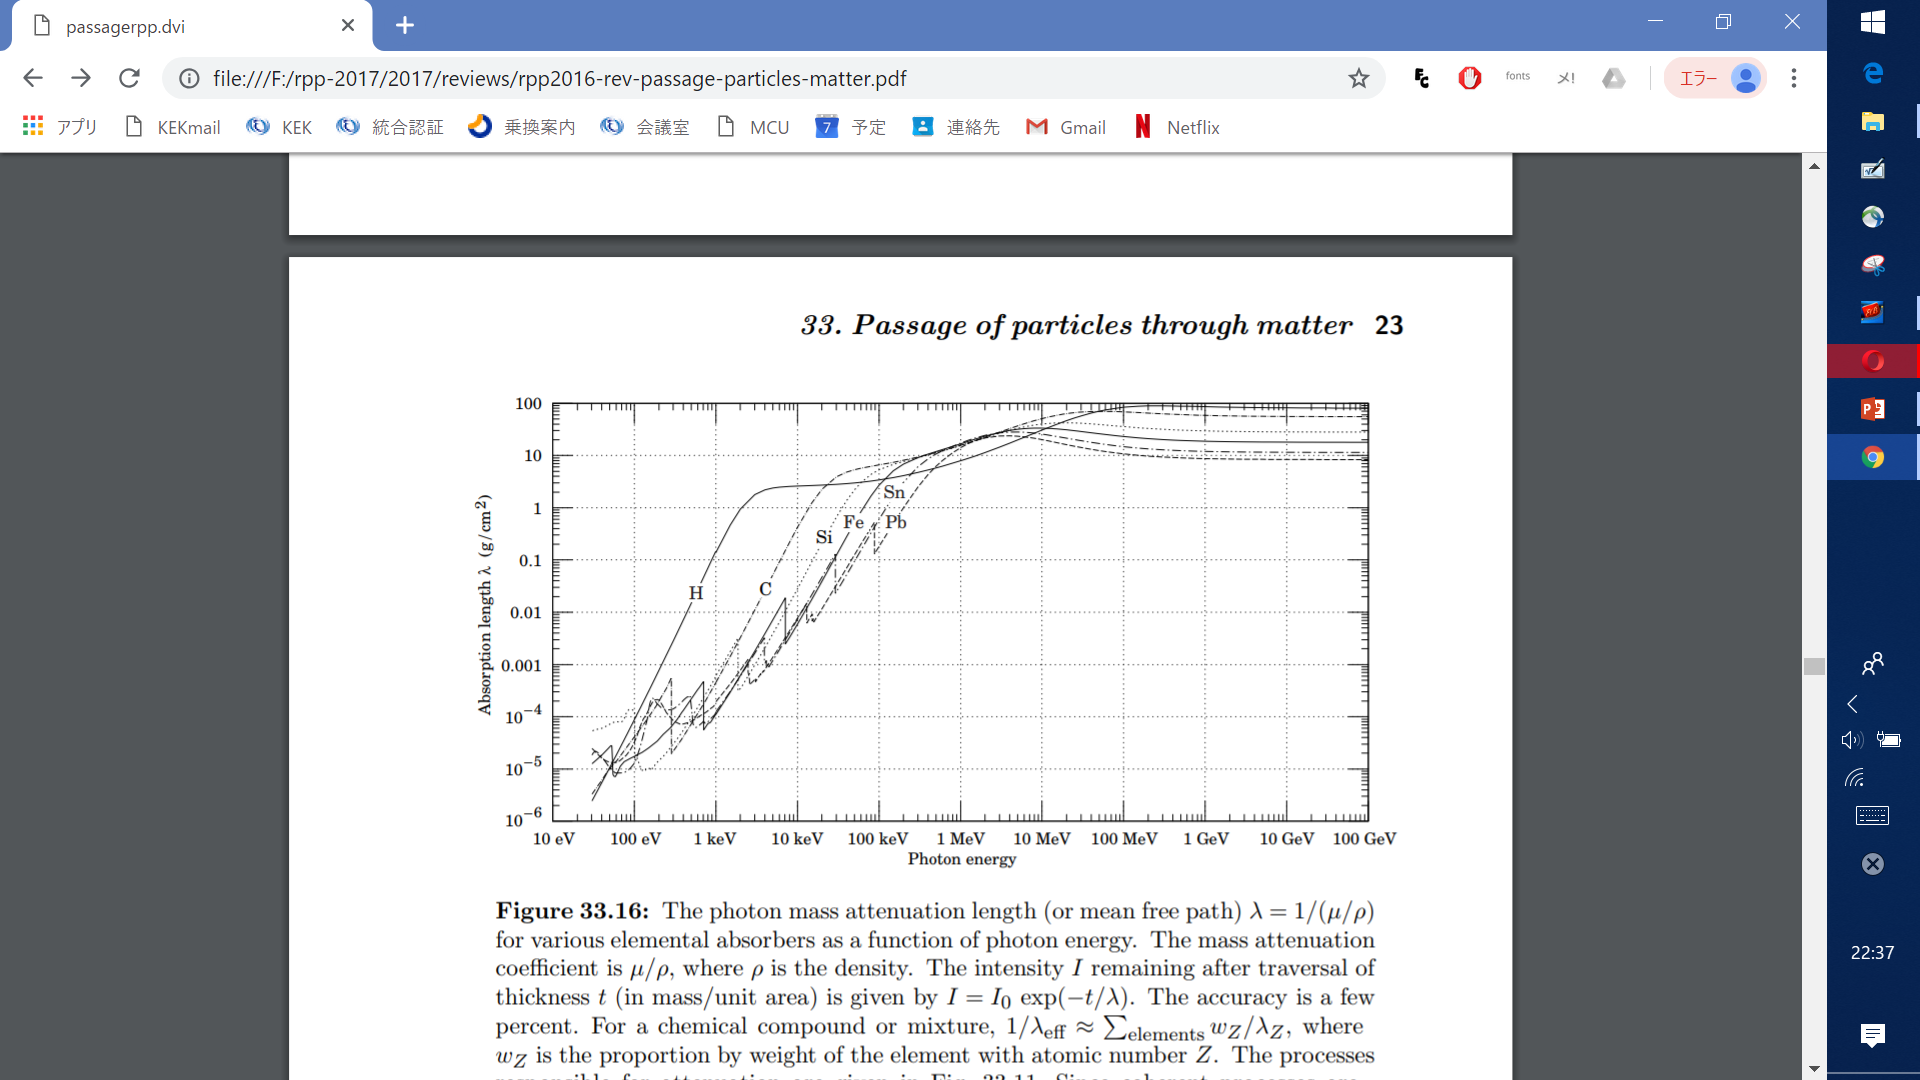 passagerpp.dvi
file:///F:/rpp-2017/2017/reviews/rpp2016-rev-passage-particles-matter.pdf
fonts
メ!
エラー
アプリ
KEKmail
KEK
統合認証
乗換案内
会議室
MCU
7
予定
連絡先
Gmail
Netflix
33. Passage of particles through matter 23
100
10
1
0.1
0.01
0.001
10−4
10−5
10−6
Absorption length λ (g/cm2)
H
C
Si
Fe
Sn
Pb
10 eV 100 eV 1 keV 10 keV 100 keV 1 MeV 10 MeV 100 MeV 1 GeV 10 GeV 100 GeV
Photon energy
Figure 33.16: The photon mass attenuation length (or mean free path) λ = 1/(μ/ρ)
for various elemental absorbers as a function of photon energy. The mass attenuation
coefficient is μ/ρ, where ρ is the density. The intensity I remaining after traversal of
thickness t (in mass/unit area) is given by I = I0 exp(−t/λ). The accuracy is a few
percent. For a chemical compound or mixture, 1/λeff ≈ ∑elements wZ/λZ, where
wZ is the proportion by weight of the element with atomic number Z. The processes
22:37